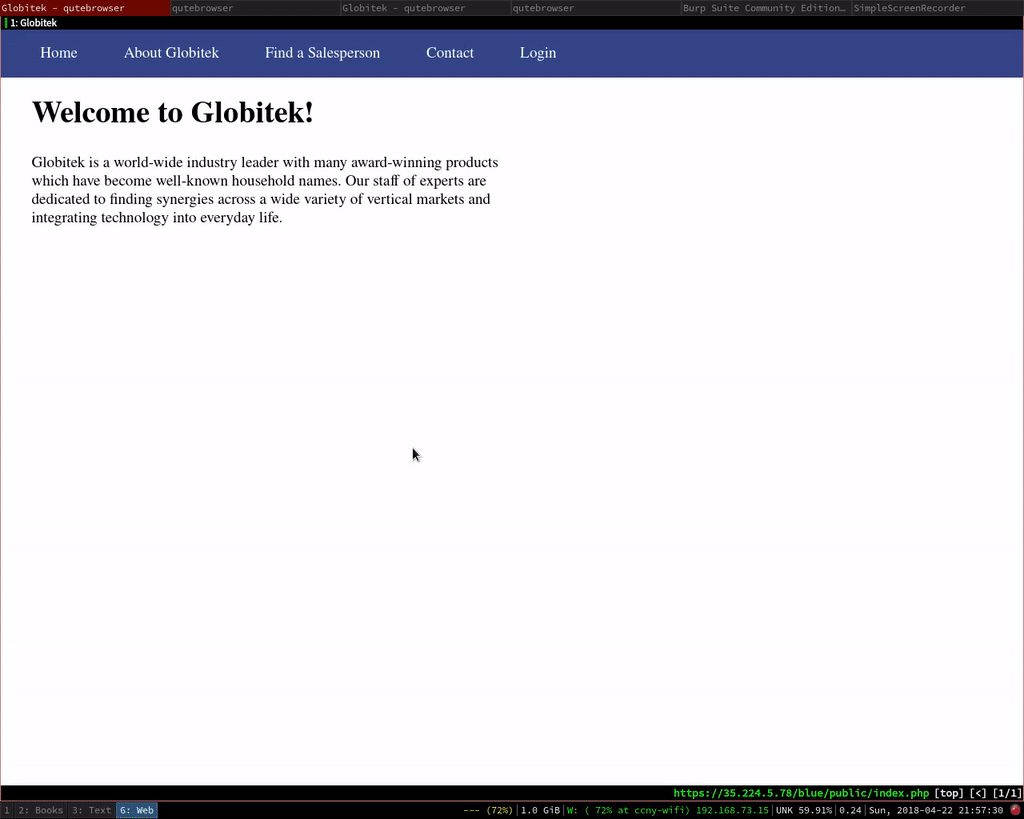 Globitek - qutebrowser qutebrowser Globitek - qutebrowser qutebrowser Burp Suite Community Edition… SimpleScreenRecorder
1: Globitek
Home About Globitek Find a Salesperson Contact Login
Welcome to Globitek!
Globitek is a world-wide industry leader with many award-winning products
which have become well-known household names. Our staff of experts are
dedicated to finding synergies across a wide variety of vertical markets and
integrating technology into everyday life.
https://35.224.5.78/blue/public/index.php [top] [<] [1/1]
1 2: Books 3: Text 6: Web --- (72%) 1.0 GiB W: ( 72% at ccny-wifi) 192.168.73.15 UNK 59.91% 0.24 Sun, 2018-04-22 21:57:30